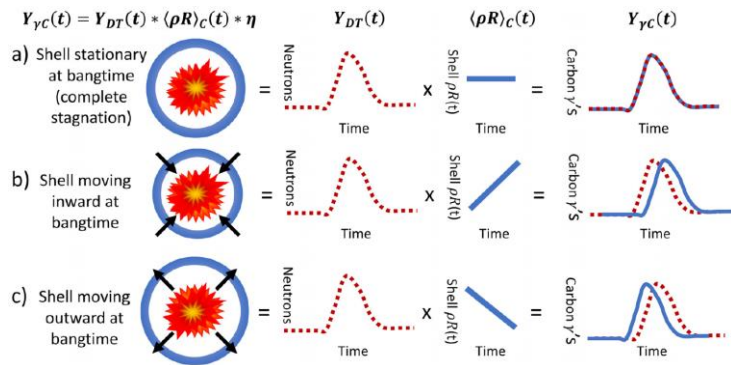 Y_γC(t) = Y_DT(t) * ⟨ρR⟩_C(t) * η
Y_DT(t)
⟨ρR⟩_C(t)
Y_γC(t)
a) Shell stationary
at bangtime
(complete
stagnation)
=
Neutrons
Time
x
Shell ρR(t)
Time
=
Carbon γ's
Time
b) Shell moving
inward at
bangtime
=
Neutrons
Time
x
Shell ρR(t)
Time
=
Carbon γ's
Time
c) Shell moving
outward at
bangtime
=
Neutrons
Time
x
Shell ρR(t)
Time
=
Carbon γ's
Time